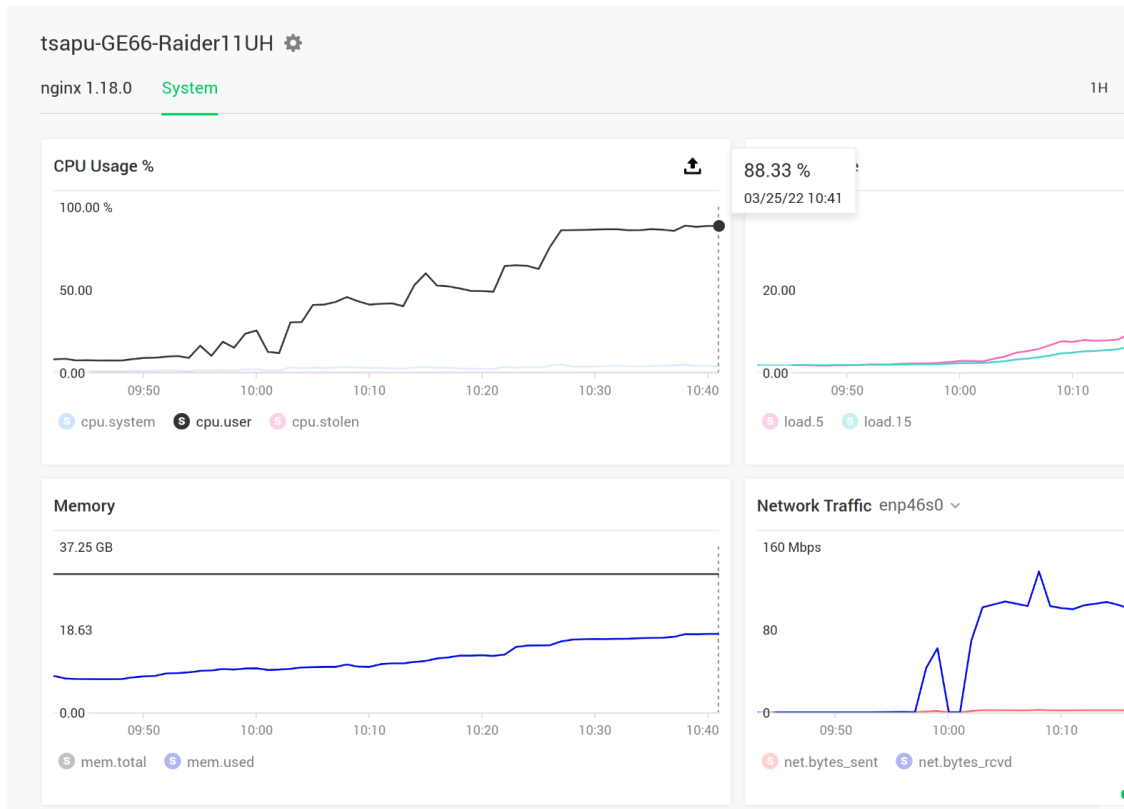 tsapu-GE66-Raider11UH
nginx 1.18.0 System
1H
CPU Usage %
88.33 %
03/25/22 10:41
100.00 %
50.00
0.00
09:50 10:00 10:10 10:20 10:30 10:40
S cpu.system S cpu.user S cpu.stolen
20.00
0.00
09:50 10:00 10:10
S load.5 S load.15
Memory
37.25 GB
18.63
0.00
09:50 10:00 10:10 10:20 10:30 10:40
S mem.total S mem.used
Network Traffic enp46s0
160 Mbps
80
0
09:50 10:00 10:10
S net.bytes_sent S net.bytes_rcvd